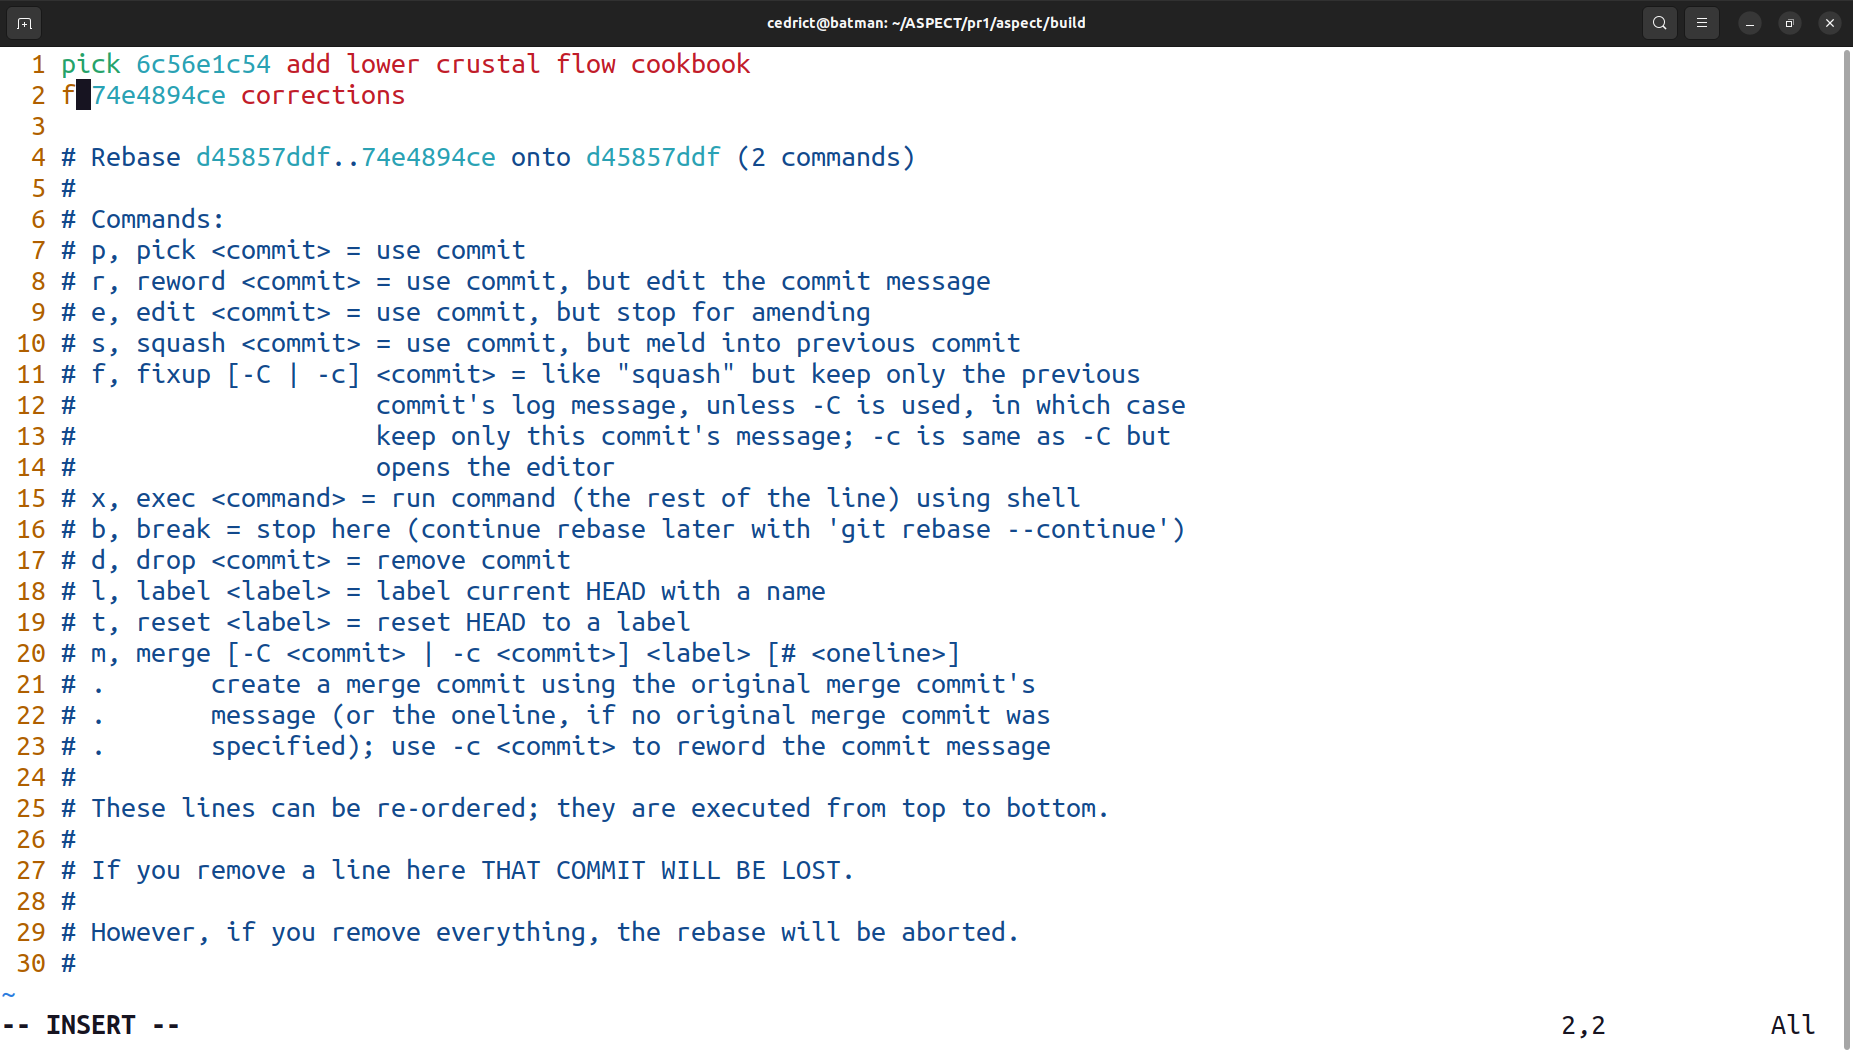 cedrict@batman: ~/ASPECT/pr1/aspect/build
1 pick 6c56e1c54 add lower crustal flow cookbook
2 f 74e4894ce corrections
3
4 # Rebase d45857ddf..74e4894ce onto d45857ddf (2 commands)
5 #
6 # Commands:
7 # p, pick <commit> = use commit
8 # r, reword <commit> = use commit, but edit the commit message
9 # e, edit <commit> = use commit, but stop for amending
10 # s, squash <commit> = use commit, but meld into previous commit
11 # f, fixup [-C | -c] <commit> = like "squash" but keep only the previous
12 #                    commit's log message, unless -C is used, in which case
13 #                    keep only this commit's message; -c is same as -C but
14 #                    opens the editor
15 # x, exec <command> = run command (the rest of the line) using shell
16 # b, break = stop here (continue rebase later with 'git rebase --continue')
17 # d, drop <commit> = remove commit
18 # l, label <label> = label current HEAD with a name
19 # t, reset <label> = reset HEAD to a label
20 # m, merge [-C <commit> | -c <commit>] <label> [# <oneline>]
21 # .       create a merge commit using the original merge commit's
22 # .       message (or the oneline, if no original merge commit was
23 # .       specified); use -c <commit> to reword the commit message
24 #
25 # These lines can be re-ordered; they are executed from top to bottom.
26 #
27 # If you remove a line here THAT COMMIT WILL BE LOST.
28 #
29 # However, if you remove everything, the rebase will be aborted.
30 #
~
-- INSERT -- 2,2 All